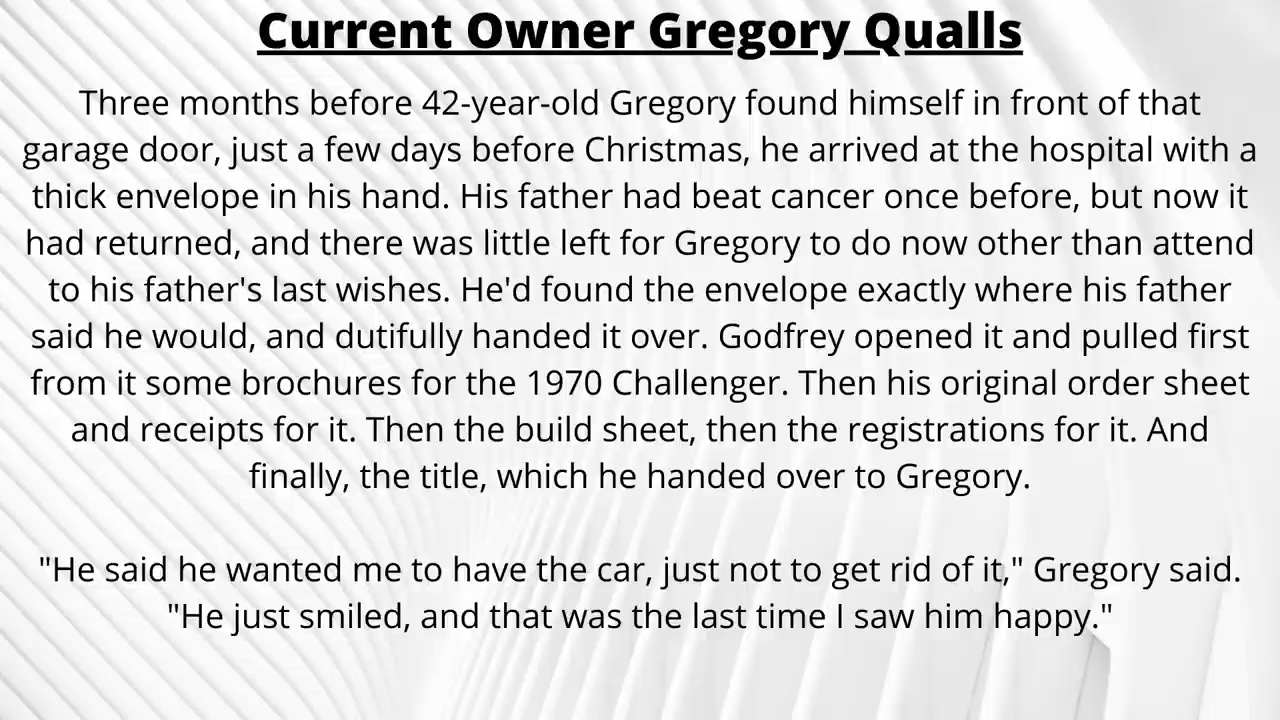 Current Owner Gregory Qualls
Three months before 42-year-old Gregory found himself in front of that
garage door, just a few days before Christmas, he arrived at the hospital with a
thick envelope in his hand. His father had beat cancer once before, but now it
had returned, and there was little left for Gregory to do now other than attend
to his father's last wishes. He'd found the envelope exactly where his father
said he would, and dutifully handed it over. Godfrey opened it and pulled first
from it some brochures for the 1970 Challenger. Then his original order sheet
and receipts for it. Then the build sheet, then the registrations for it. And
finally, the title, which he handed over to Gregory.
"He said he wanted me to have the car, just not to get rid of it," Gregory said.
"He just smiled, and that was the last time I saw him happy."